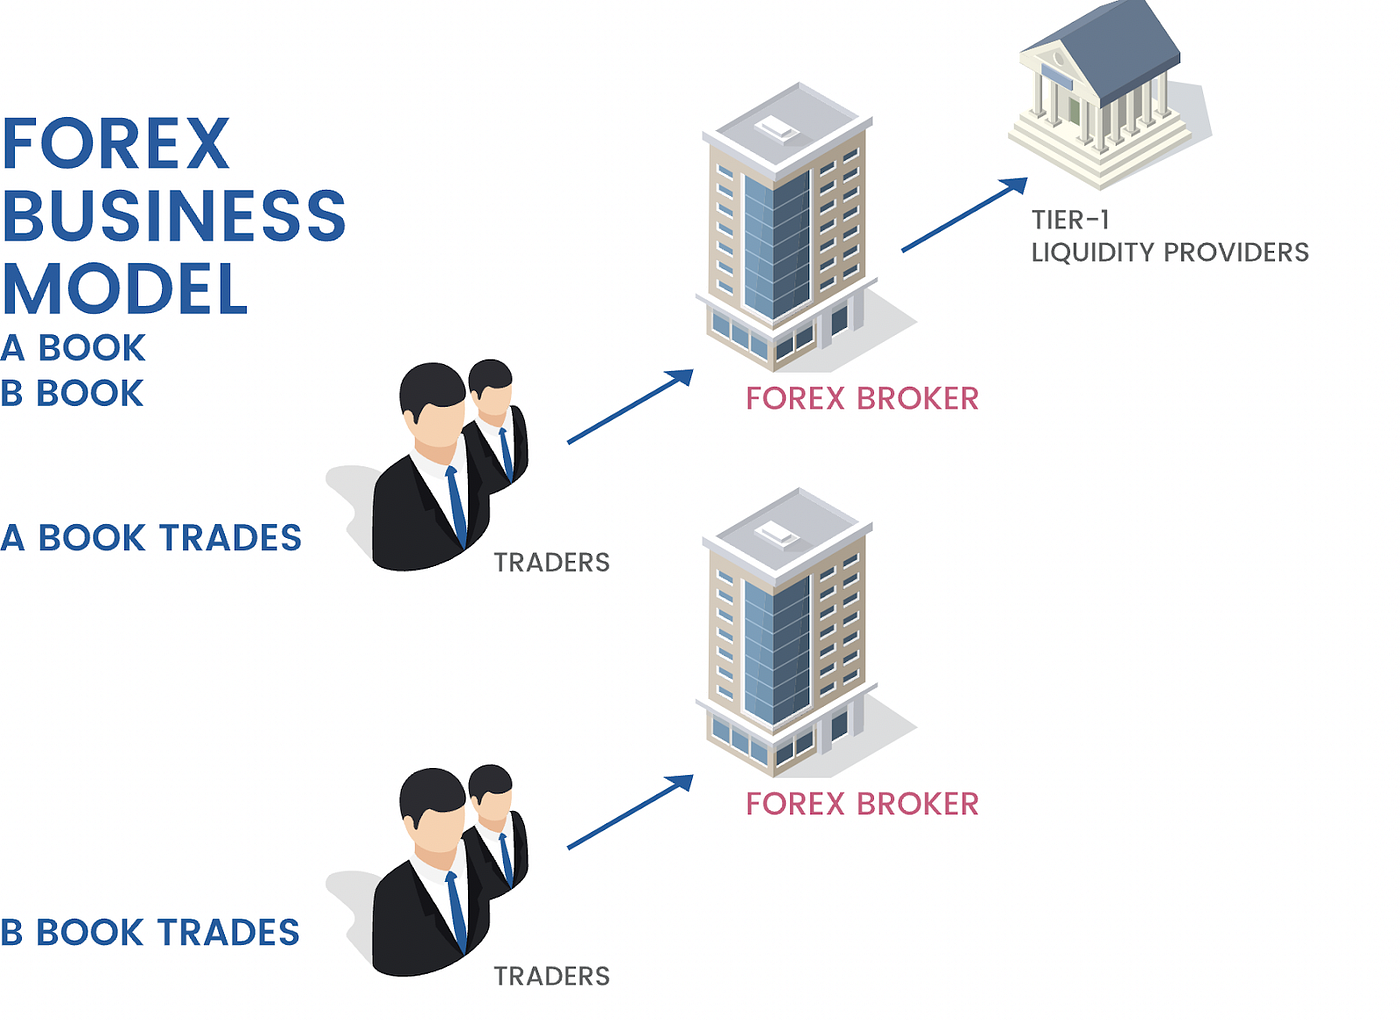 FOREX
BUSINESS
MODEL
A BOOK
B BOOK
TIER-1
LIQUIDITY PROVIDERS
FOREX BROKER
A BOOK TRADES
TRADERS
FOREX BROKER
B BOOK TRADES
TRADERS